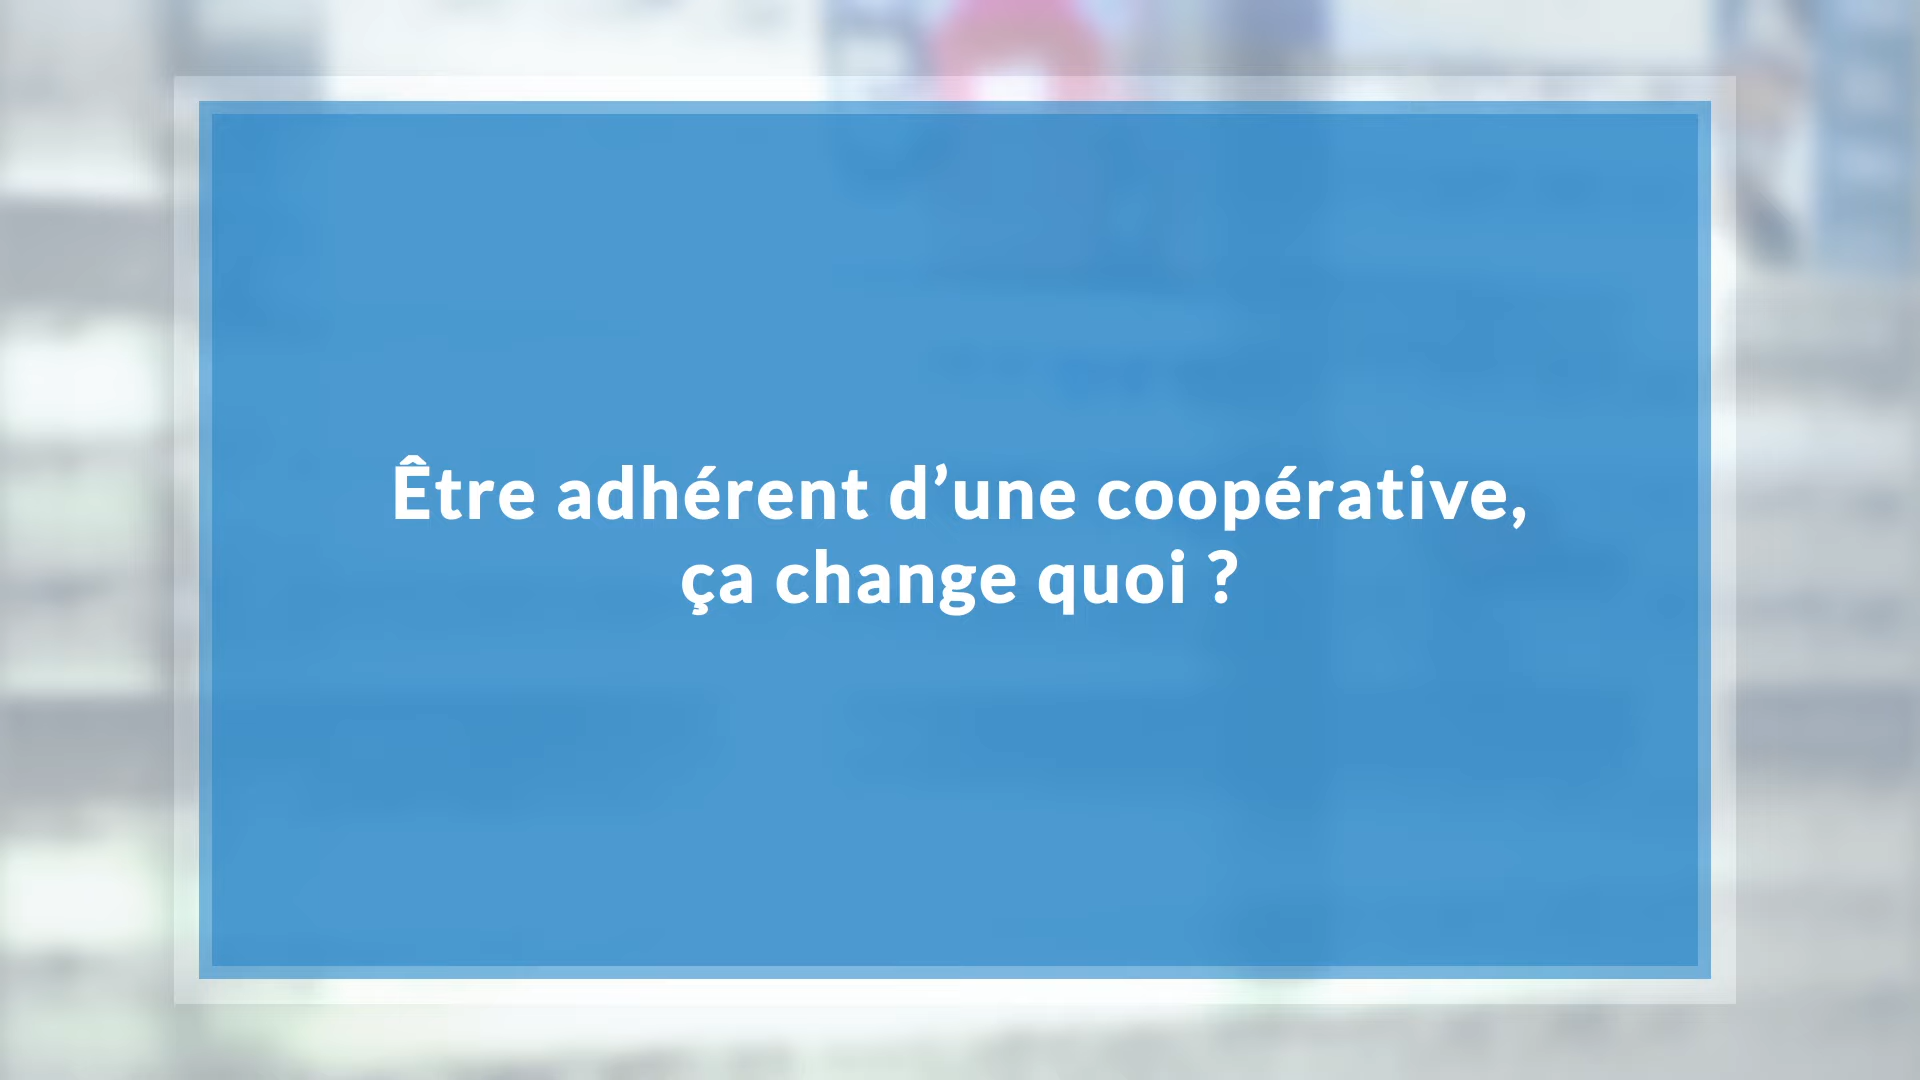 Être adhérent d’une coopérative,
ça change quoi ?